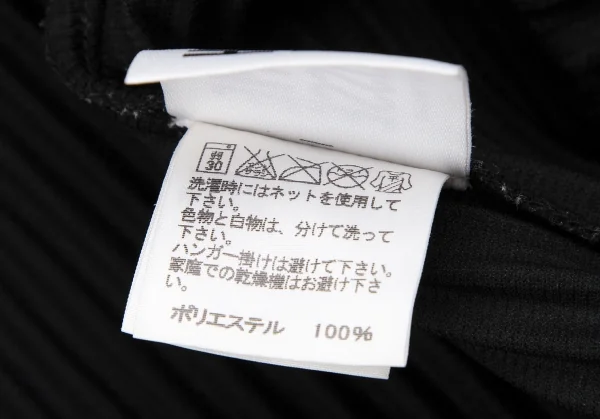 弱
30
洗濯時にはネットを使用して
下さい。
色物と白物は、分けて洗って
下さい。
ハンガー掛けは避けて下さい。
家庭での乾燥機はお避け下さ
い。
ポリエステル 100%